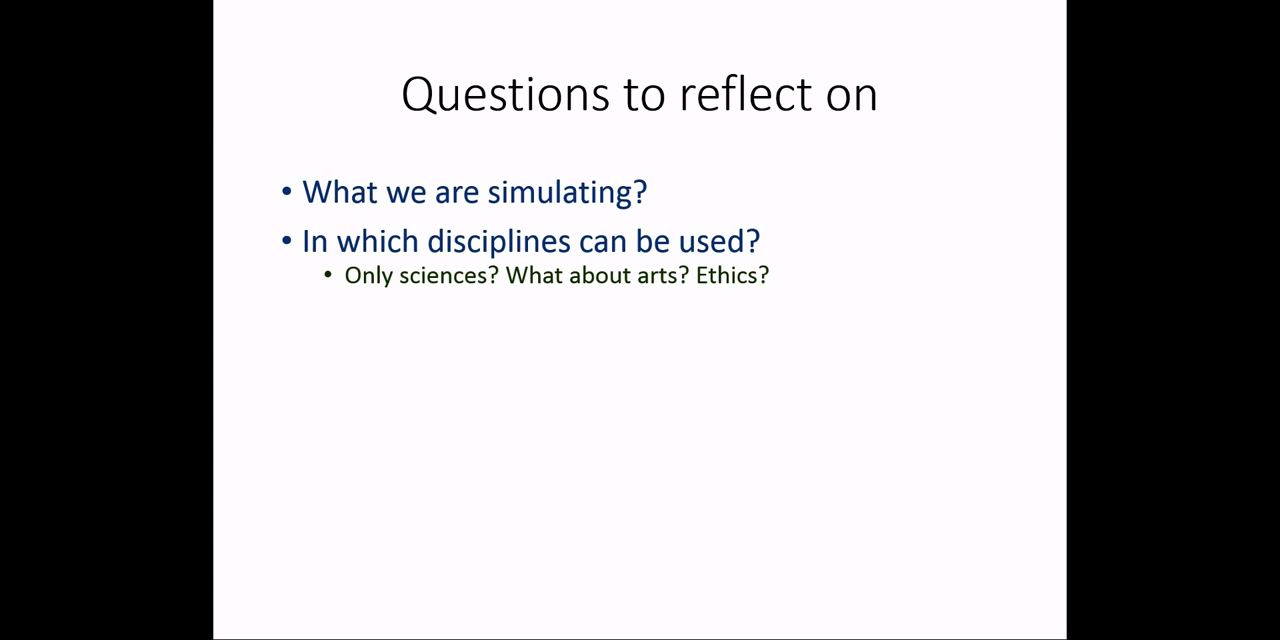 Questions to reflect on
• What we are simulating?
• In which disciplines can be used?
• Only sciences? What about arts? Ethics?